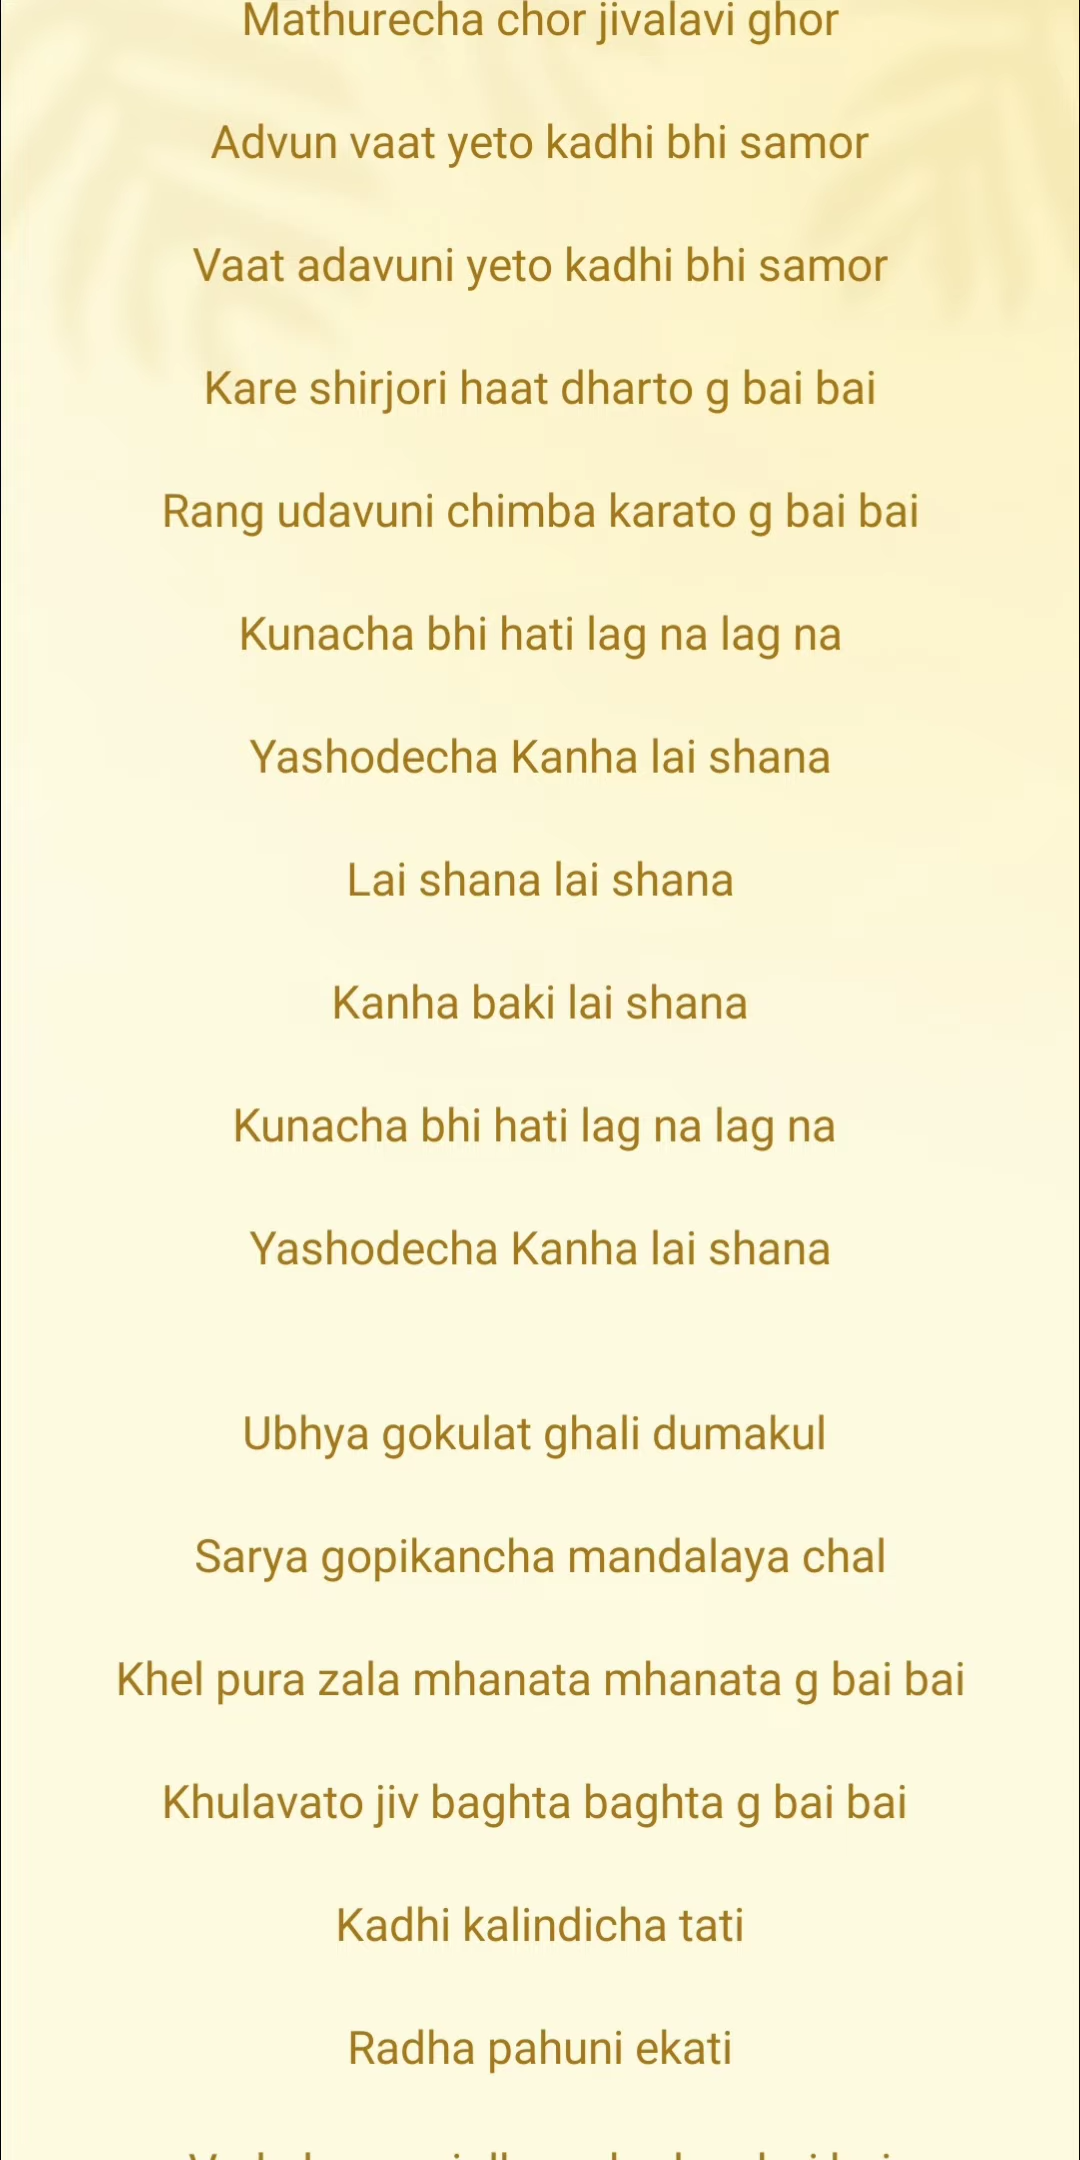 Mathurecha chor jivalavi ghor
Advun vaat yeto kadhi bhi samor
Vaat adavuni yeto kadhi bhi samor
Kare shirjori haat dharto g bai bai
Rang udavuni chimba karato g bai bai
Kunacha bhi hati lag na lag na
Yashodecha Kanha lai shana
Lai shana lai shana
Kanha baki lai shana
Kunacha bhi hati lag na lag na
Yashodecha Kanha lai shana
Ubhya gokulat ghali dumakul
Sarya gopikancha mandalaya chal
Khel pura zala mhanata mhanata g bai bai
Khulavato jiv baghta baghta g bai bai
Kadhi kalindicha tati
Radha pahuni ekati